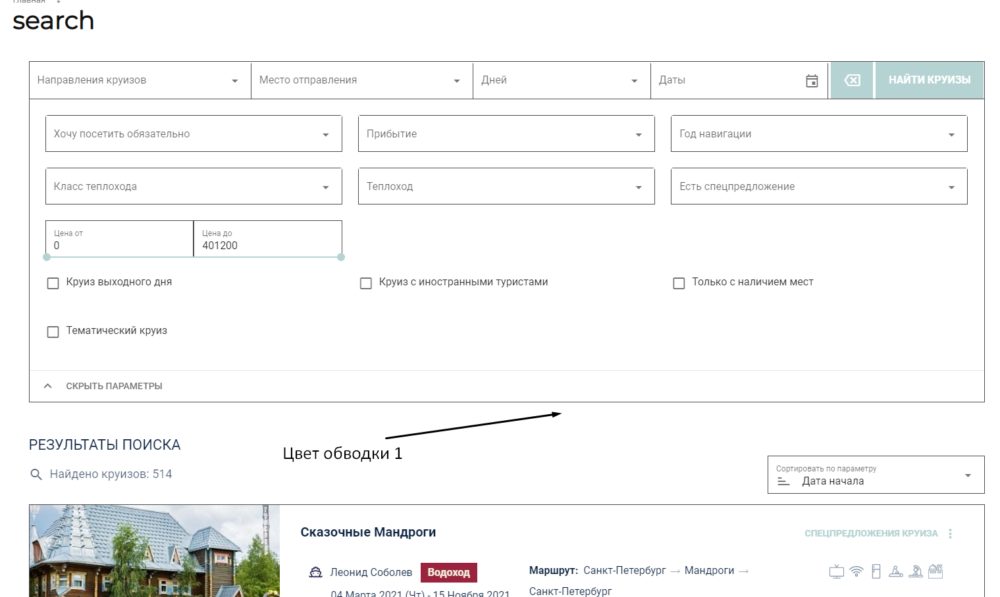 Главная
search
Направления круизов
Место отправления
Дней
Даты
НАЙТИ КРУИЗЫ
Хочу посетить обязательно
Прибытие
Год навигации
Класс теплохода
Теплоход
Есть спецпредложение
Цена от
0
Цена до
401200
Круиз выходного дня
Круиз с иностранными туристами
Только с наличием мест
Тематический круиз
СКРЫТЬ ПАРАМЕТРЫ
Цвет обводки 1
РЕЗУЛЬТАТЫ ПОИСКА
Найдено круизов: 514
Сортировать по параметру
Дата начала
Сказочные Мандроги
СПЕЦПРЕДЛОЖЕНИЯ КРУИЗА
Леонид Соболев
Водоход
04 Марта 2021 (Чт) - 15 Ноября 2021
Маршрут: Санкт-Петербург → Мандроги →
Санкт-Петербург